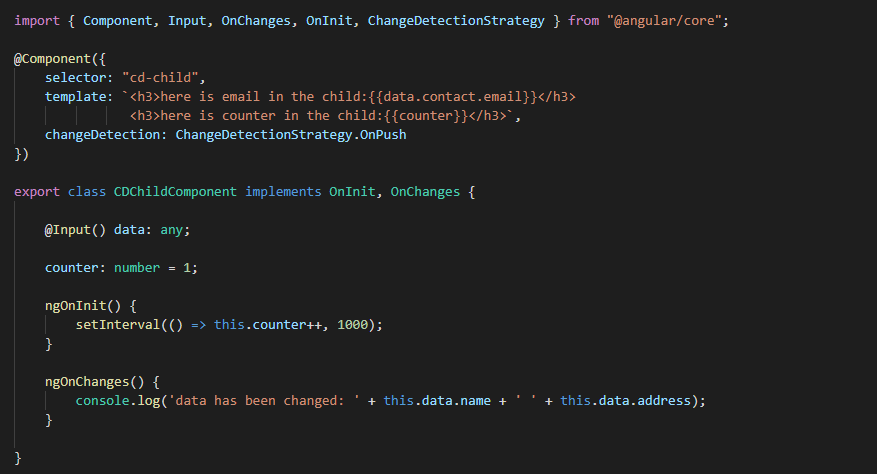 import { Component, Input, OnChanges, OnInit, ChangeDetectionStrategy } from "@angular/core";
@Component({
selector: "cd-child",
template: `<h3>here is email in the child:{{data.contact.email}}</h3>
<h3>here is counter in the child:{{counter}}</h3>`,
changeDetection: ChangeDetectionStrategy.OnPush
})
export class CDChildComponent implements OnInit, OnChanges {
@Input() data: any;
counter: number = 1;
ngOnInit() {
setInterval(() => this.counter++, 1000);
}
ngOnChanges() {
console.log('data has been changed: ' + this.data.name + ' ' + this.data.address);
}
}